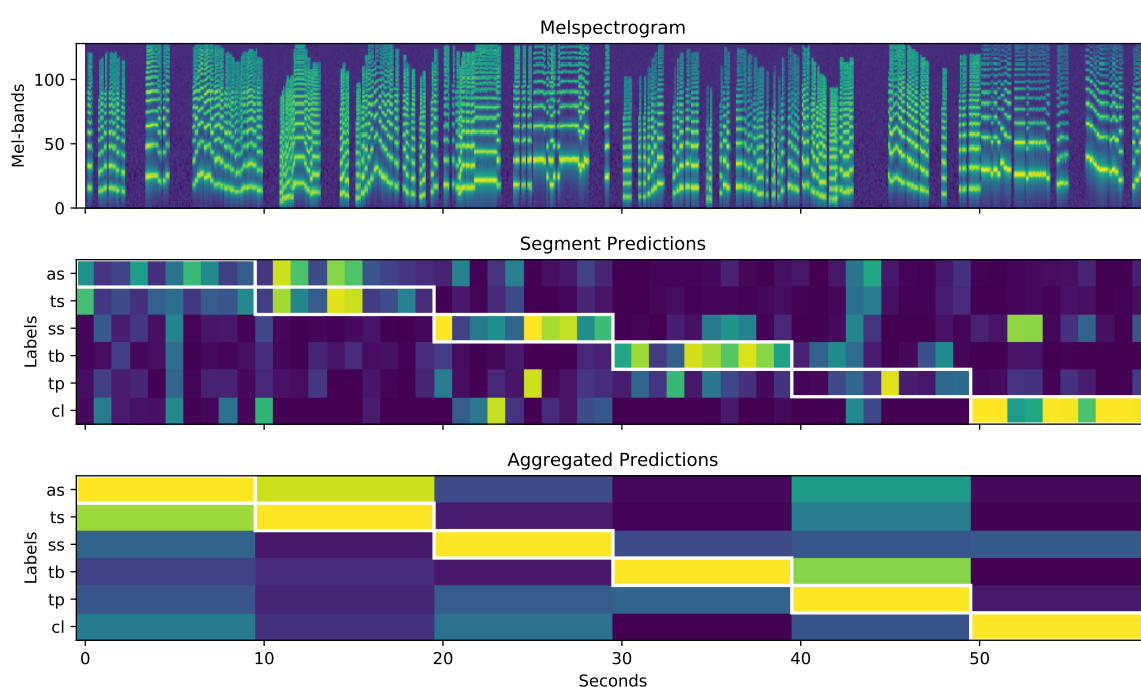 Melspectrogram
Mel-bands
100
50
0
Segment Predictions
Labels
as
ts
ss
tb
tp
cl
Aggregated Predictions
Labels
as
ts
ss
tb
tp
cl
0 10 20 30 40 50
Seconds